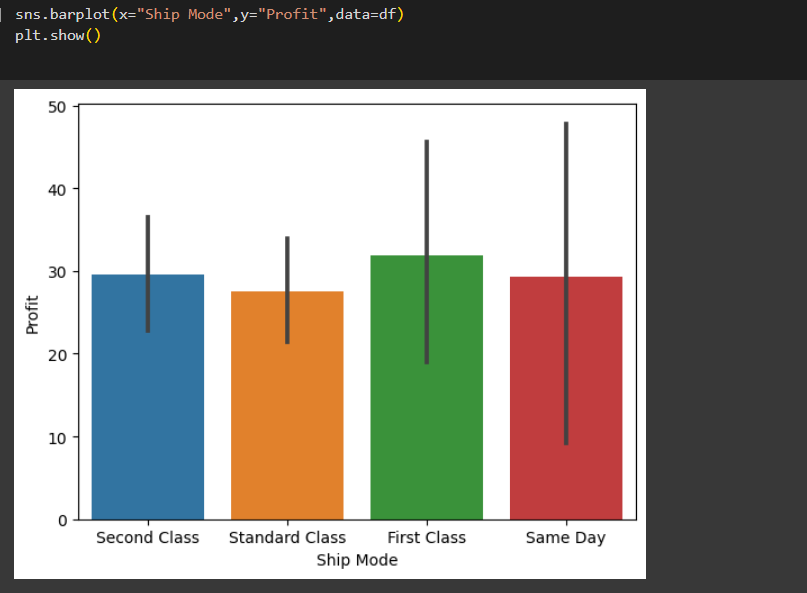 sns.barplot(x="Ship Mode",y="Profit",data=df)
plt.show()
50
40
30
20
10
0
Profit
Second Class Standard Class First Class Same Day
Ship Mode